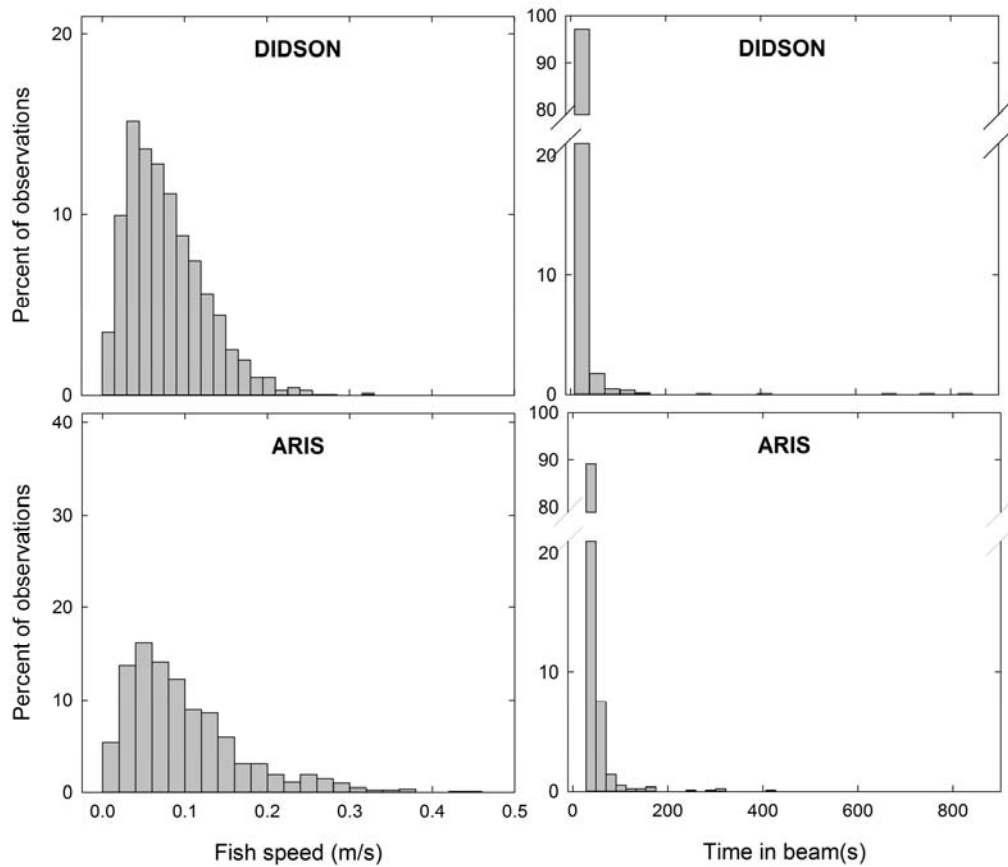 DIDSON
Percent of observations
20
10
0
DIDSON
100
90
80
20
10
0
ARIS
Percent of observations
40
30
20
10
0
0.0 0.1 0.2 0.3 0.4 0.5
Fish speed (m/s)
ARIS
100
90
80
20
10
0
0 200 400 600 800
Time in beam(s)